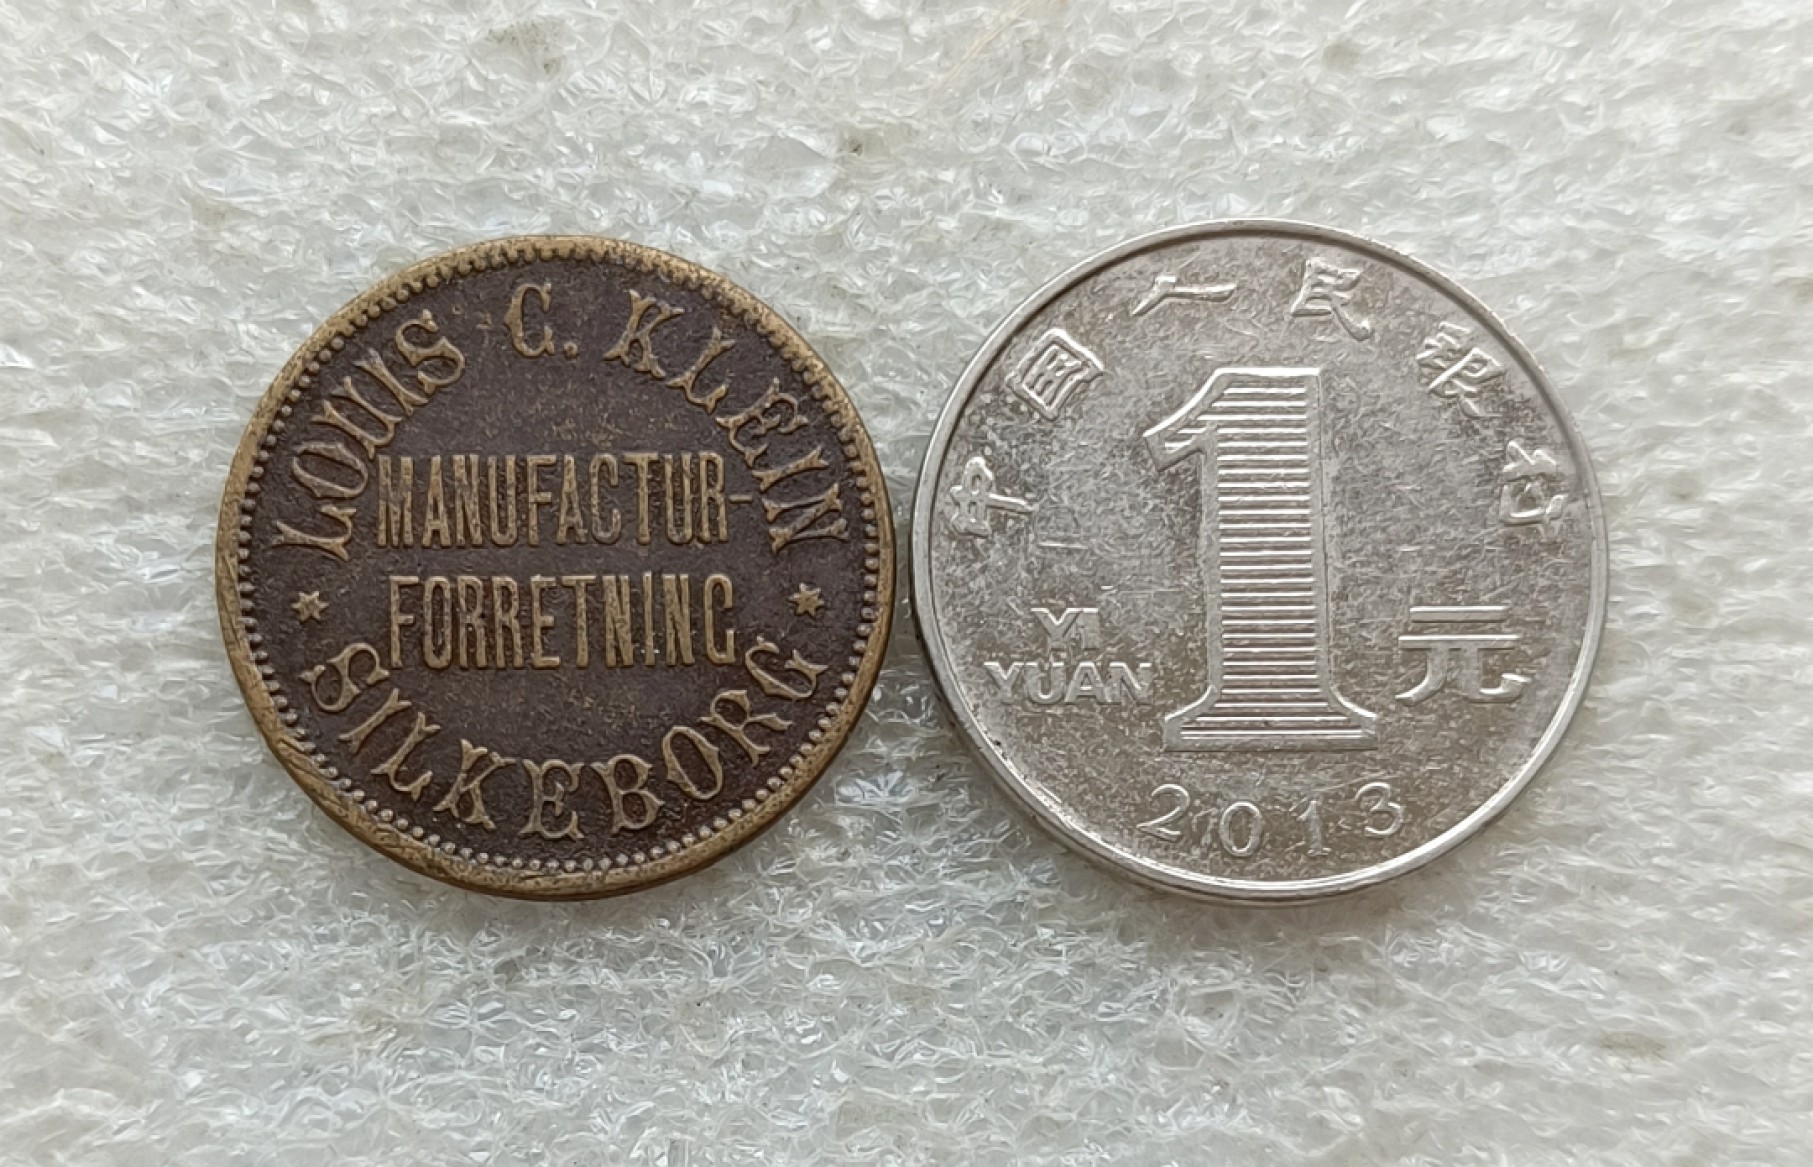 LOUIS C. KLEIN
MANUFACTUR-
FORRETNING
SILKEBORG
中国人民银行
1
YI
YUAN
元
2013